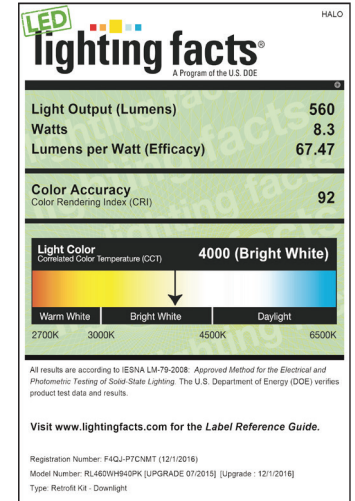 HALO
LED
lighting facts®
A Program of the U.S. DOE
Light Output (Lumens) 560
Watts 8.3
Lumens per Watt (Efficacy) 67.47
Color Accuracy
Color Rendering Index (CRI) 92
Light Color
Correlated Color Temperature (CCT) 4000 (Bright White)
Warm White Bright White Daylight
2700K 3000K 4500K 6500K
All results are according to IESNA LM-79-2008: Approved Method for the Electrical and
Photometric Testing of Solid-State Lighting. The U.S. Department of Energy (DOE) verifies
product test data and results.
Visit www.lightingfacts.com for the Label Reference Guide.
Registration Number: F4QJ-P7CNMT (12/1/2016)
Model Number: RL460WH940PK [UPGRADE 07/2015] [Upgrade : 12/1/2016]
Type: Retrofit Kit - Downlight